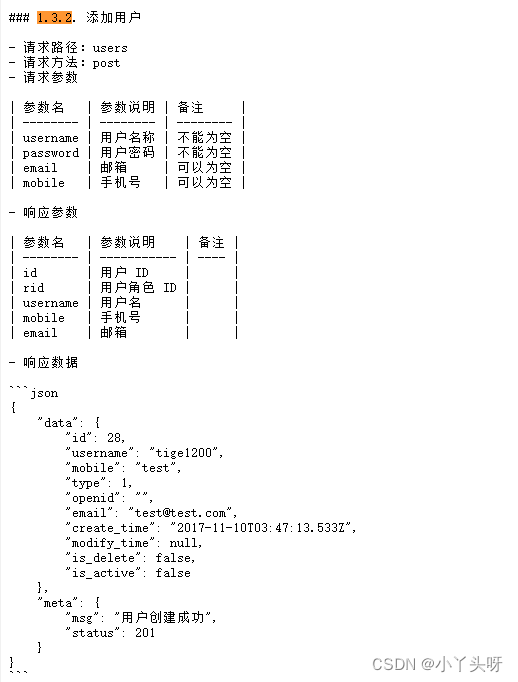 ### 1.3.2. 添加用户
- 请求路径：users
- 请求方法：post
- 请求参数
| 参数名 | 参数说明 | 备注 |
| -------- | -------- | -------- |
| username | 用户名称 | 不能为空 |
| password | 用户密码 | 不能为空 |
| email | 邮箱 | 可以为空 |
| mobile | 手机号 | 可以为空 |
- 响应参数
| 参数名 | 参数说明 | 备注 |
| -------- | ----------- | ---- |
| id | 用户 ID | |
| rid | 用户角色 ID | |
| username | 用户名 | |
| mobile | 手机号 | |
| email | 邮箱 | |
- 响应数据
```json
{
"data": {
"id": 28,
"username": "tige1200",
"mobile": "test",
"type": 1,
"openid": "",
"email": "test@test.com",
"create_time": "2017-11-10T03:47:13.533Z",
"modify_time": null,
"is_delete": false,
"is_active": false
},
"meta": {
"msg": "用户创建成功",
"status": 201
}
}
```
CSDN @小丫头呀